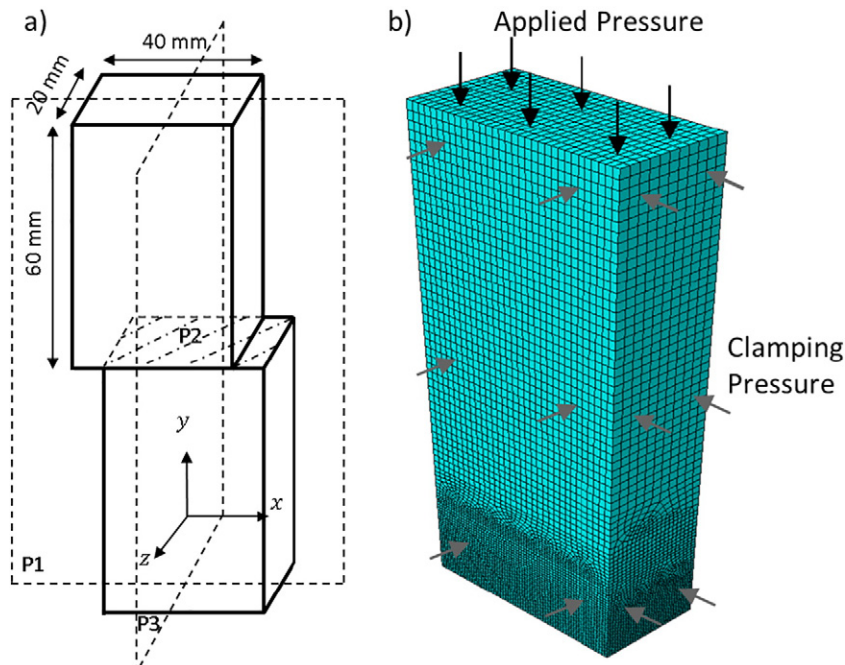 a)
40 mm
20 mm
60 mm
P2
y
x
z
P1
P3
b)
Applied Pressure
Clamping
Pressure